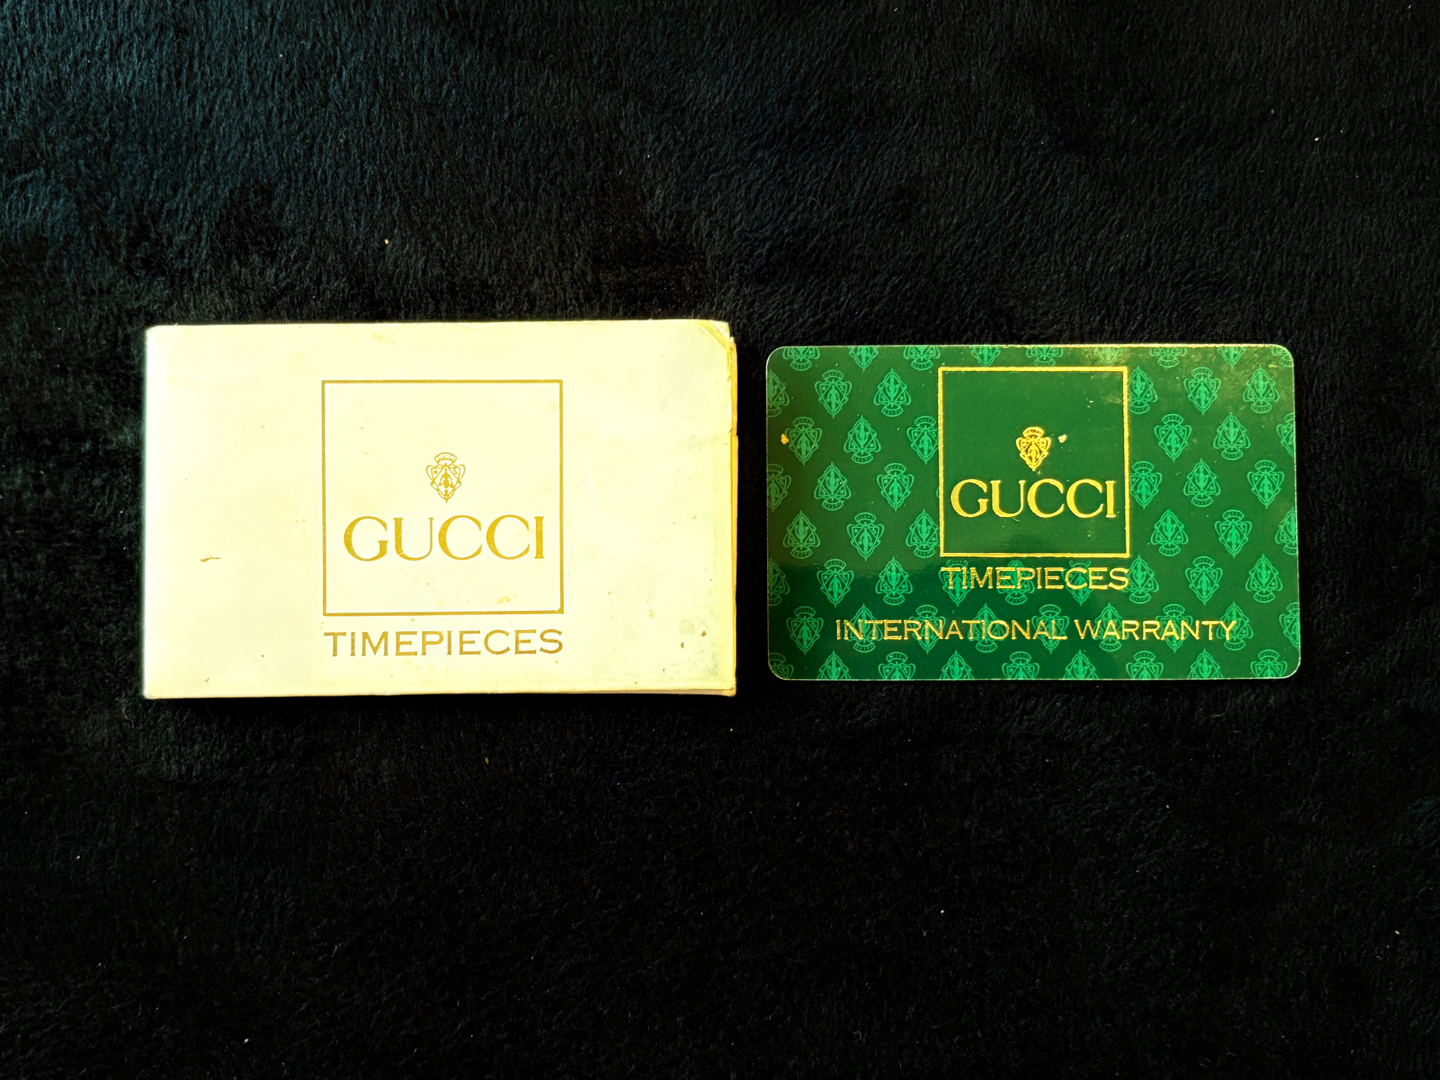 GUCCI
TIMEPIECES
GUCCI
TIMEPIECES
INTERNATIONAL WARRANTY